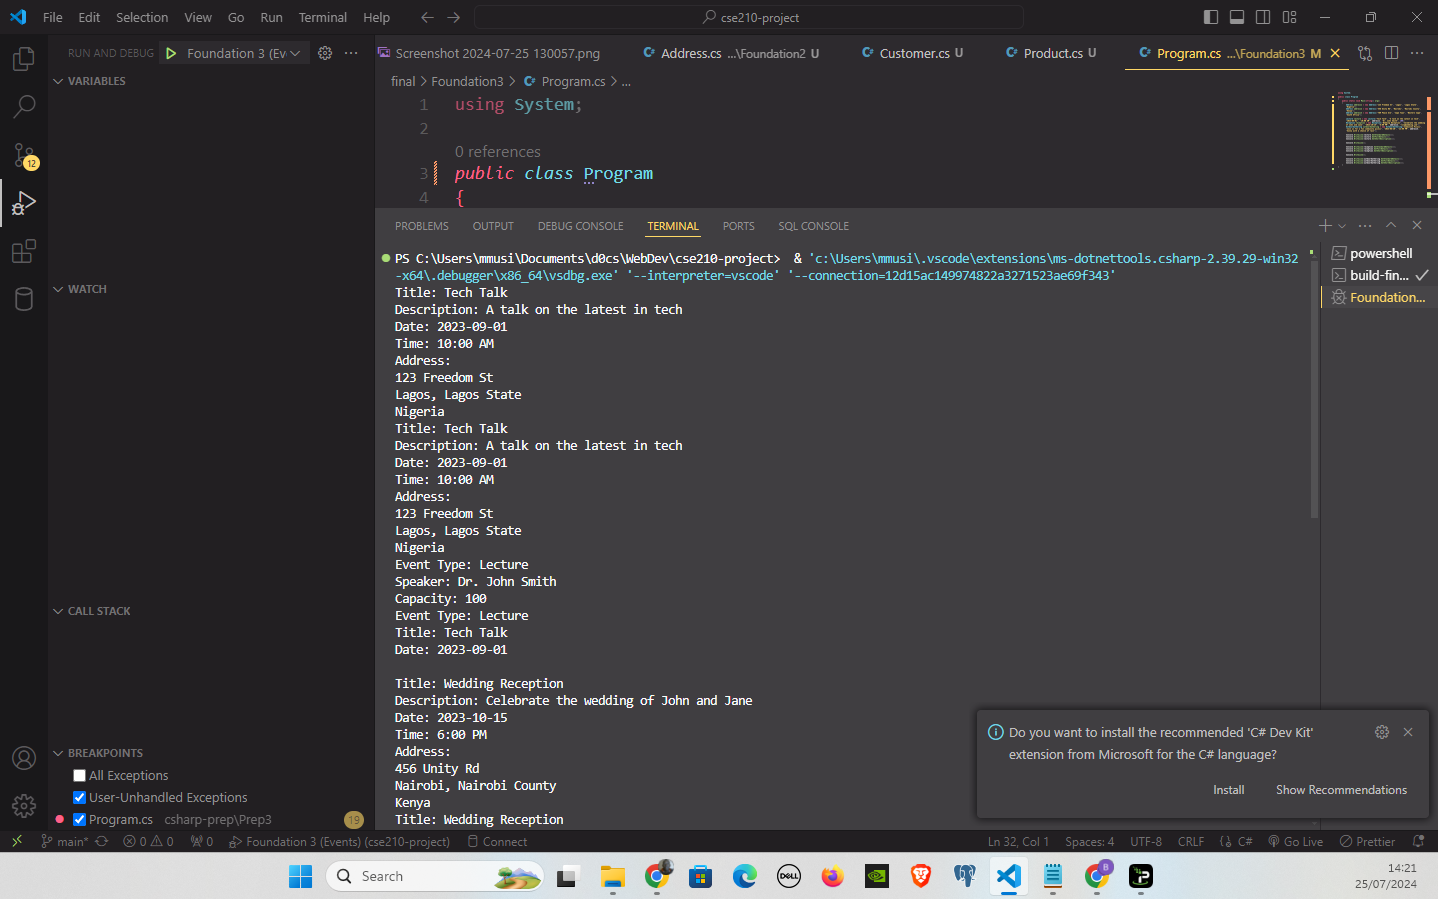 File Edit Selection View Go Run Terminal Help cse210-project
RUN AND DEBUG Foundation 3 (Ev
Screenshot 2024-07-25 130057.png Address.cs ...\Foundation2 U Customer.cs U Product.cs U Program.cs ...\Foundation3 M
VARIABLES
final > Foundation3 > Program.cs > ...
1 using System;
2
0 references
3 public class Program
4 {
12
PROBLEMS OUTPUT DEBUG CONSOLE TERMINAL PORTS SQL CONSOLE
PS C:\Users\mmusi\Documents\d0cs\WebDev\cse210-project> & 'c:\Users\mmusi\.vscode\extensions\ms-dotnettools.csharp-2.39.29-win32
-x64\.debugger\x86_64\vsdbg.exe' '--interpreter=vscode' '--connection=12d15ac149974822a3271523ae69f343'
Title: Tech Talk
Description: A talk on the latest in tech
Date: 2023-09-01
Time: 10:00 AM
Address:
123 Freedom St
Lagos, Lagos State
Nigeria
Title: Tech Talk
Description: A talk on the latest in tech
Date: 2023-09-01
Time: 10:00 AM
Address:
123 Freedom St
Lagos, Lagos State
Nigeria
Event Type: Lecture
Speaker: Dr. John Smith
Capacity: 100
Event Type: Lecture
Title: Tech Talk
Date: 2023-09-01
Title: Wedding Reception
Description: Celebrate the wedding of John and Jane
Date: 2023-10-15
Time: 6:00 PM
Address:
456 Unity Rd
Nairobi, Nairobi County
Kenya
Title: Wedding Reception
powershell
build-fin...
Foundation...
WATCH
CALL STACK
BREAKPOINTS
All Exceptions
User-Unhandled Exceptions
Program.cs csharp-prep\Prep3 19
Do you want to install the recommended 'C# Dev Kit'
extension from Microsoft for the C# language?
Install Show Recommendations
main* 0 0 0 Foundation 3 (Events) (cse210-project) Connect Ln 32, Col 1 Spaces: 4 UTF-8 CRLF C# Go Live Prettier
Search
DELL
B
14:21
25/07/2024